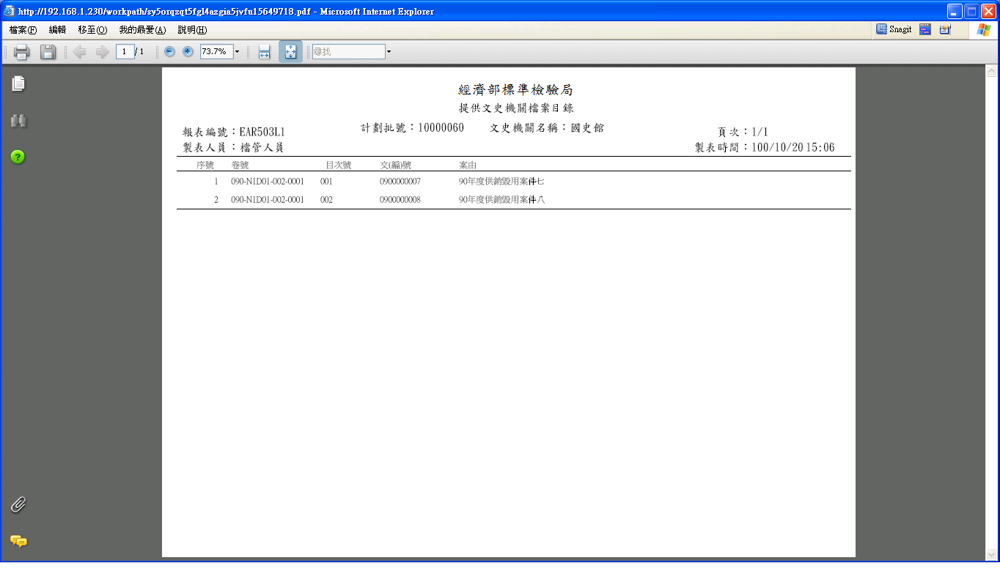 http://192.168.1.230/workpath/sy5orqzqt5fgl4azgia5jvfu15649718.pdf - Microsoft Internet Explorer
檔案(F) 編輯 移至(O) 我的最愛(A) 說明(H) Snagit
1 / 1 73.7% 尋找
經濟部標準檢驗局
提供文史機關檔案目錄
報表編號：EAR503L1 計劃批號：10000060 文史機關名稱：國史館 頁次：1/1
製表人員：檔管人員 製表時間：100/10/20 15:06
序號 卷號 目次號 文(編)號 案由
1 090-N1D01-002-0001 001 0900000007 90年度供銷毀用案件七
2 090-N1D01-002-0001 002 0900000008 90年度供銷毀用案件八